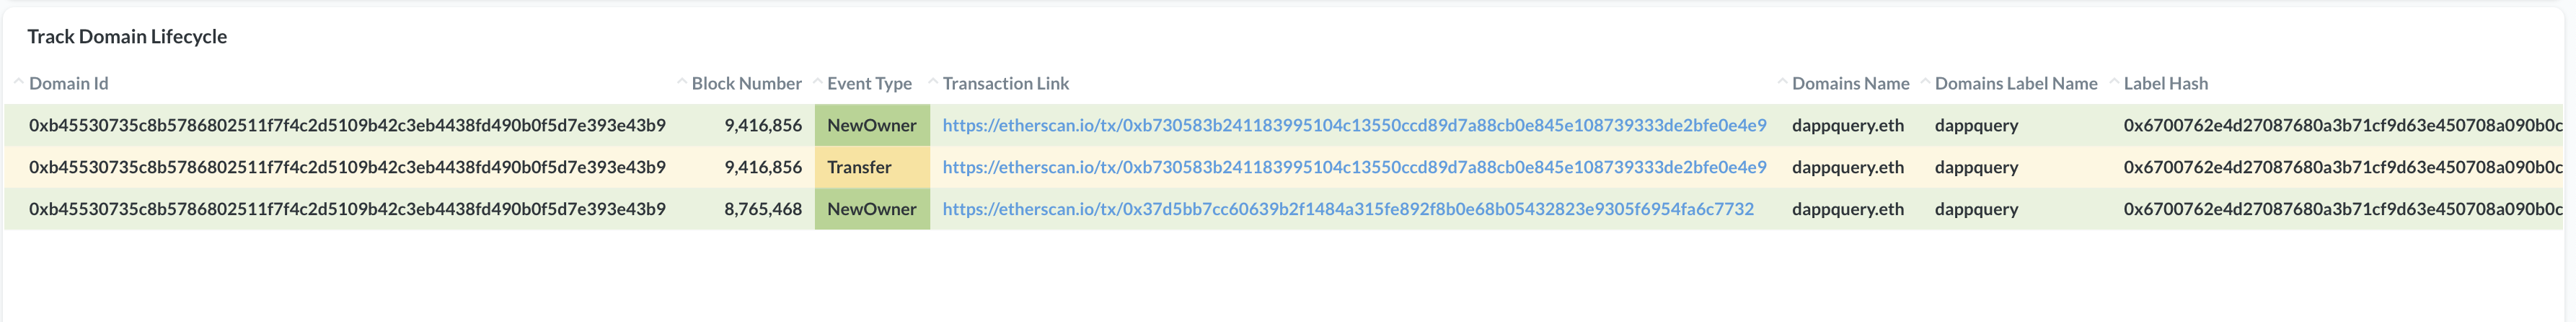 Track Domain Lifecycle
Domain Id Block Number Event Type Transaction Link Domains Name Domains Label Name Label Hash
0xb45530735c8b5786802511f7f4c2d5109b42c3eb4438fd490b0f5d7e393e43b9 9,416,856 NewOwner https://etherscan.io/tx/0xb730583b241183995104c13550ccd89d7a88cb0e845e108739333de2bfe0e4e9 dappquery.eth dappquery 0x6700762e4d27087680a3b71cf9d63e450708a090b0c
0xb45530735c8b5786802511f7f4c2d5109b42c3eb4438fd490b0f5d7e393e43b9 9,416,856 Transfer https://etherscan.io/tx/0xb730583b241183995104c13550ccd89d7a88cb0e845e108739333de2bfe0e4e9 dappquery.eth dappquery 0x6700762e4d27087680a3b71cf9d63e450708a090b0c
0xb45530735c8b5786802511f7f4c2d5109b42c3eb4438fd490b0f5d7e393e43b9 8,765,468 NewOwner https://etherscan.io/tx/0x37d5bb7cc60639b2f1484a315fe892f8b0e68b05432823e9305f6954fa6c7732 dappquery.eth dappquery 0x6700762e4d27087680a3b71cf9d63e450708a090b0c